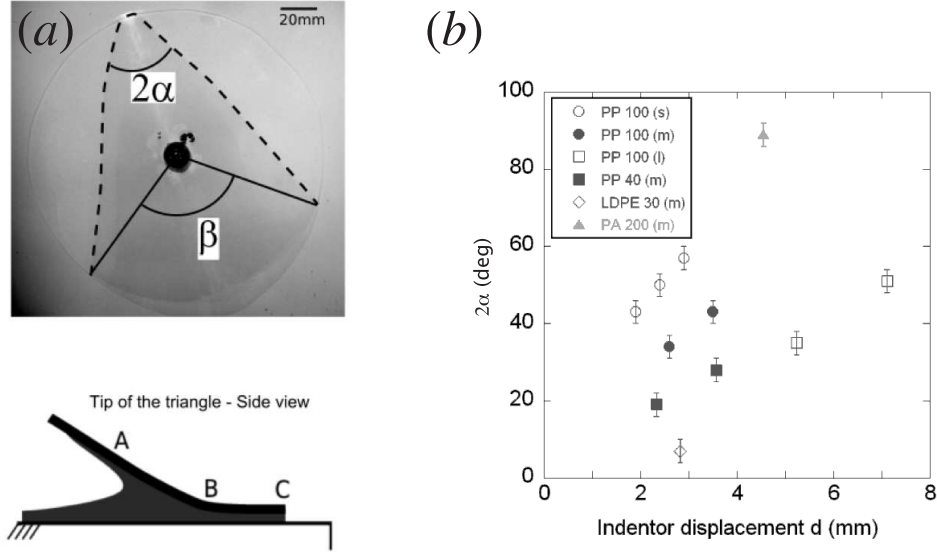 (a)
20mm
2α
β
Tip of the triangle - Side view
A
B
C
(b)
100
80
60
40
20
0
PP 100 (s)
PP 100 (m)
PP 100 (l)
PP 40 (m)
LDPE 30 (m)
PA 200 (m)
2α (deg)
0 2 4 6 8
Indentor displacement d (mm)